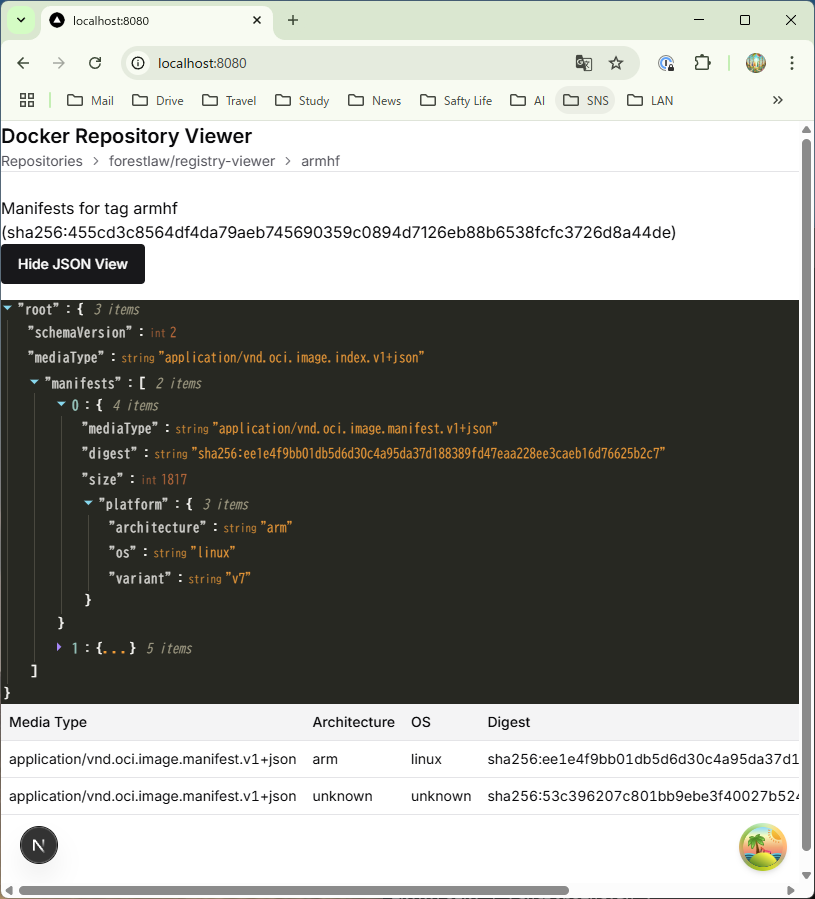 localhost:8080
localhost:8080
Mail Drive Travel Study News Safty Life AI SNS LAN
Docker Repository Viewer
Repositories > forestlaw/registry-viewer > armhf
Manifests for tag armhf
(sha256:455cd3c8564df4da79aeb745690359c0894d7126eb88b6538fcfc3726d8a44de)
Hide JSON View
"root" : { 3 items
"schemaVersion" : int 2
"mediaType" : string "application/vnd.oci.image.index.v1+json"
"manifests" : [ 2 items
0 : { 4 items
"mediaType" : string "application/vnd.oci.image.manifest.v1+json"
"digest" : string "sha256:ee1e4f9bb01db5d6d30c4a95da37d188389fd47eaa228ee3caeb16d76625b2c7"
"size" : int 1817
"platform" : { 3 items
"architecture" : string "arm"
"os" : string "linux"
"variant" : string "v7"
}
}
1 : {...} 5 items
]
}
Media Type Architecture OS Digest
application/vnd.oci.image.manifest.v1+json arm linux sha256:ee1e4f9bb01db5d6d30c4a95da37d1
application/vnd.oci.image.manifest.v1+json unknown unknown sha256:53c396207c801bb9ebe3f40027b524
N